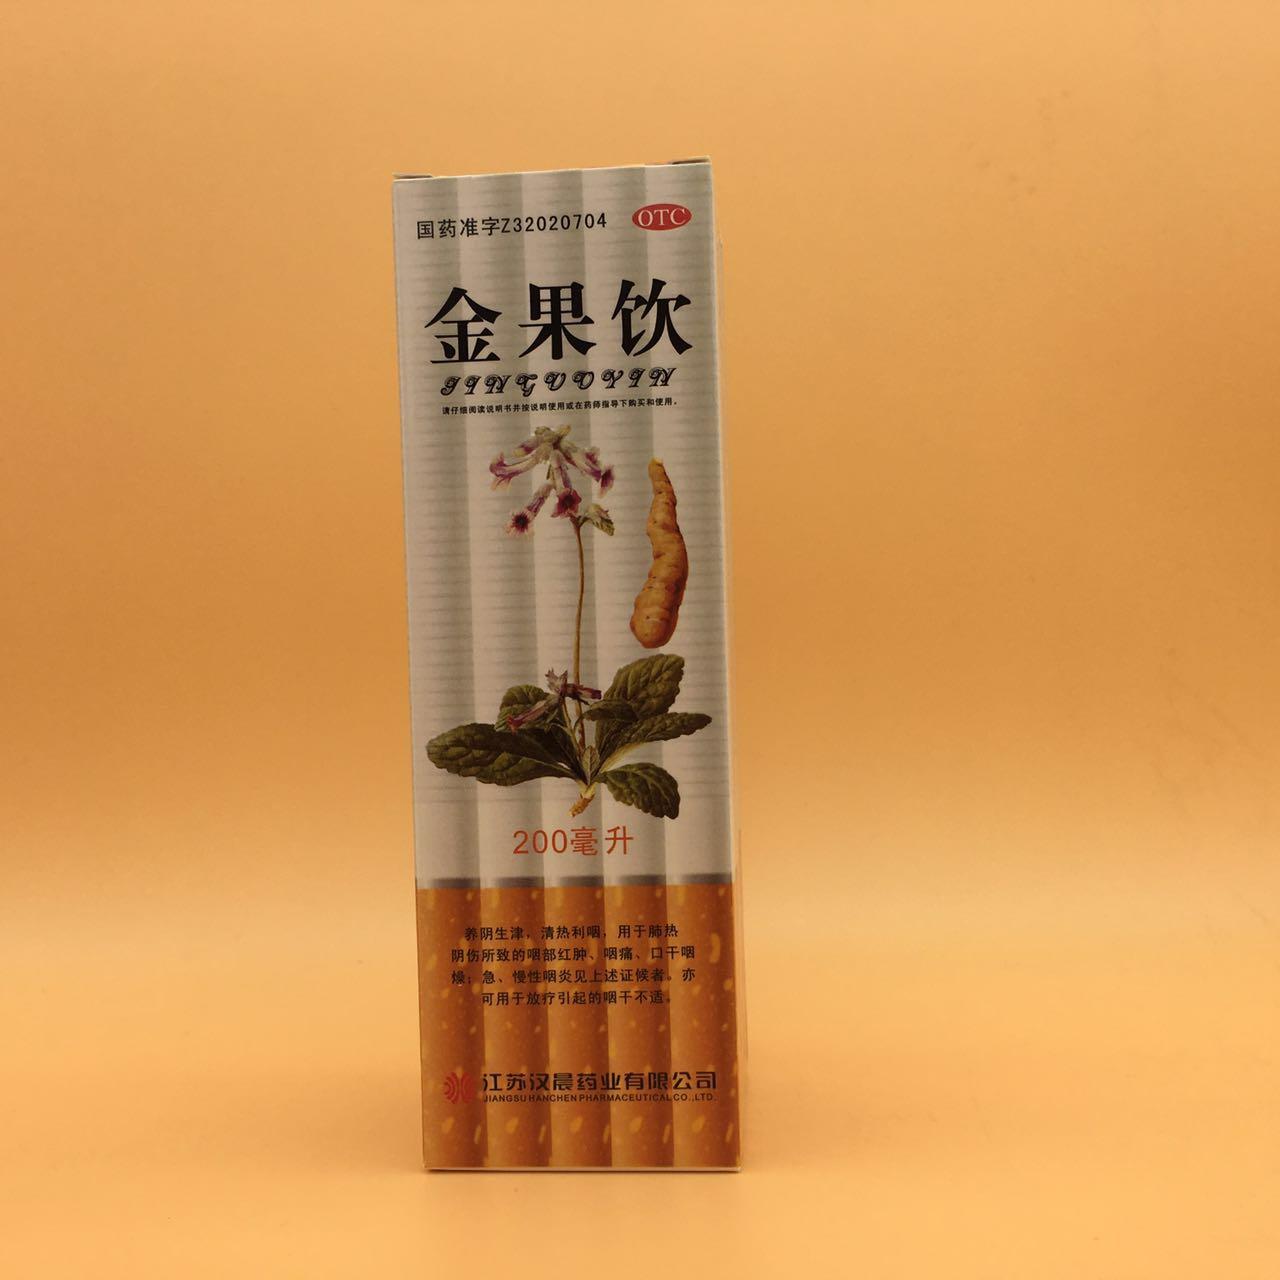 国药准字Z32020704
OTC
金果饮
JINGUOYIN
请仔细阅读说明书并按说明使用或在药师指导下购买和使用。
200毫升
养阴生津，清热利咽，用于肺热
阴伤所致的咽部红肿、咽痛、口干咽
燥；急、慢性咽炎见上述证候者。亦
可用于放疗引起的咽干不适。
江苏汉晨药业有限公司
JIANGSU HANCHEN PHARMACEUTICAL CO.,LTD.